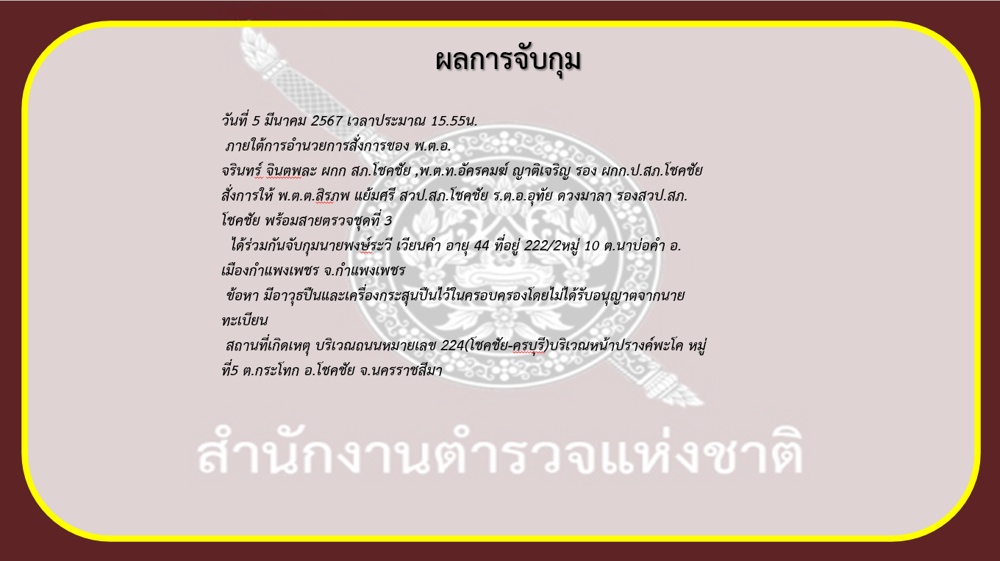 ผลการจับกุม
วันที่ 5 มีนาคม 2567 เวลาประมาณ 15.55น.
ภายใต้การอำนวยการสั่งการของ พ.ต.อ.
จรินทร์ จินตพละ ผกก สภ.โชคชัย ,พ.ต.ท.อัครคมฆ์ ญาติเจริญ รอง ผกก.ป.สภ.โชคชัย
สั่งการให้ พ.ต.ต.สิรภพ แย้มศรี สวป.สภ.โชคชัย ร.ต.อ.อุทัย ดวงมาลา รองสวป.สภ.
โชคชัย พร้อมสายตรวจชุดที่ 3
ได้ร่วมกันจับกุมนายพงษ์ระวี เวียนคำ อายุ 44 ที่อยู่ 222/2หมู่ 10 ต.นาบ่อคำ อ.
เมืองกำแพงเพชร จ.กำแพงเพชร
ข้อหา มีอาวุธปืนและเครื่องกระสุนปืนไว้ในครอบครองโดยไม่ได้รับอนุญาตจากนาย
ทะเบียน
สถานที่เกิดเหตุ บริเวณถนนหมายเลข 224(โชคชัย-ครบุรี)บริเวณหน้าปรางค์พะโค หมู่
ที่5 ต.กระโทก อ.โชคชัย จ.นครราชสีมา
สำนักงานตำรวจแห่งชาติ